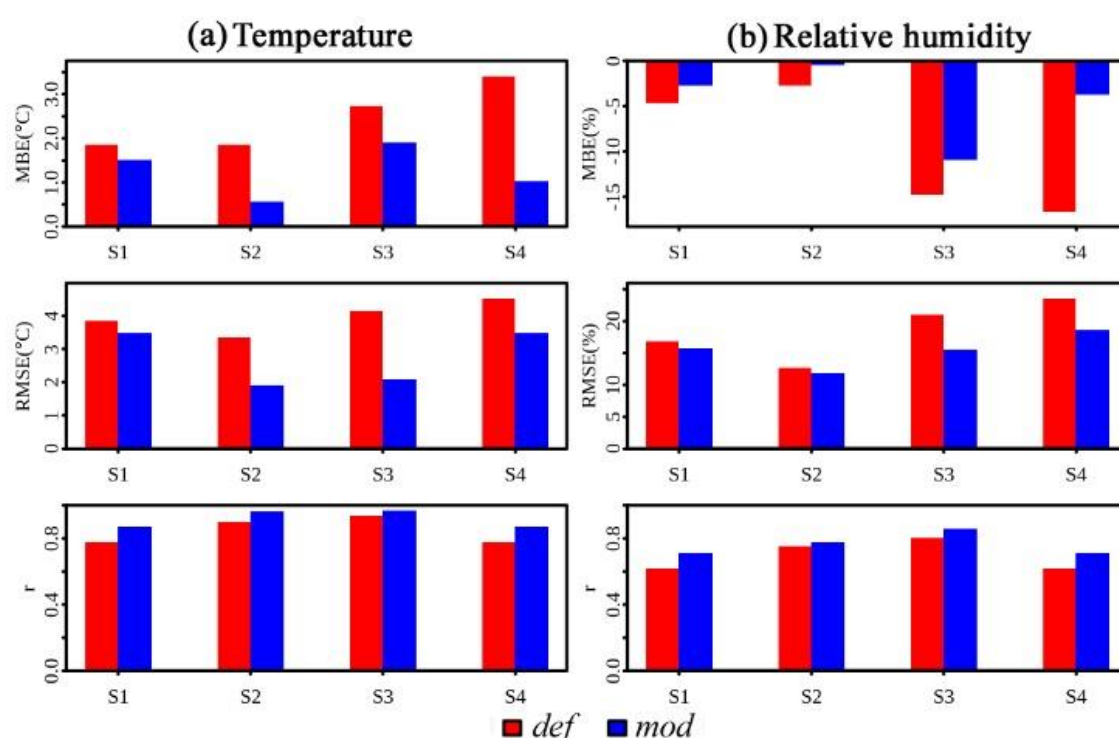 (a) Temperature
(b) Relative humidity
MBE(°C)
0.0 1.0 2.0 3.0
S1 S2 S3 S4
MBE(%)
0 -5 -10 -15
S1 S2 S3 S4
RMSE(°C)
0 1 2 3 4
S1 S2 S3 S4
RMSE(%)
0 5 10 20
S1 S2 S3 S4
r
0.0 0.4 0.8
S1 S2 S3 S4
r
0.0 0.4 0.8
S1 S2 S3 S4
def mod